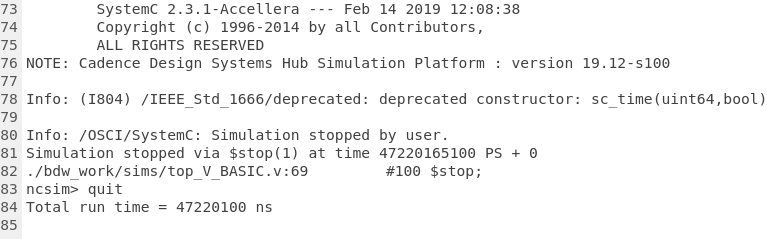 73         SystemC 2.3.1-Accellera --- Feb 14 2019 12:08:38
74         Copyright (c) 1996-2014 by all Contributors,
75         ALL RIGHTS RESERVED
76 NOTE: Cadence Design Systems Hub Simulation Platform : version 19.12-s100
77
78 Info: (I804) /IEEE_Std_1666/deprecated: deprecated constructor: sc_time(uint64,bool)
79
80 Info: /OSCI/SystemC: Simulation stopped by user.
81 Simulation stopped via $stop(1) at time 47220165100 PS + 0
82 ./bdw_work/sims/top_V_BASIC.v:69         #100 $stop;
83 ncsim> quit
84 Total run time = 47220100 ns
85